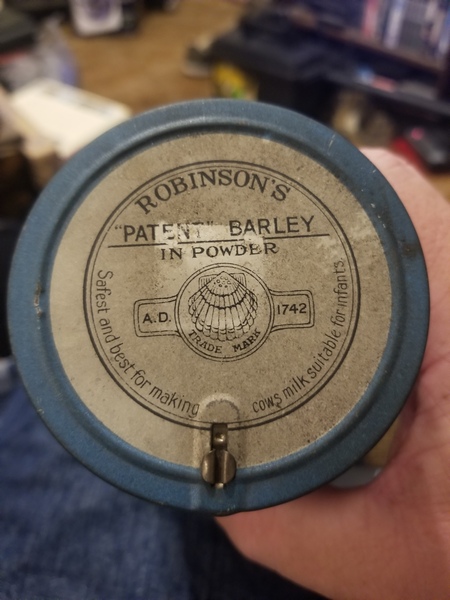 ROBINSON'S
"PATENT" BARLEY
IN POWDER
A.D. 1742
TRADE MARK
Safest and best for making cows milk suitable for infants.